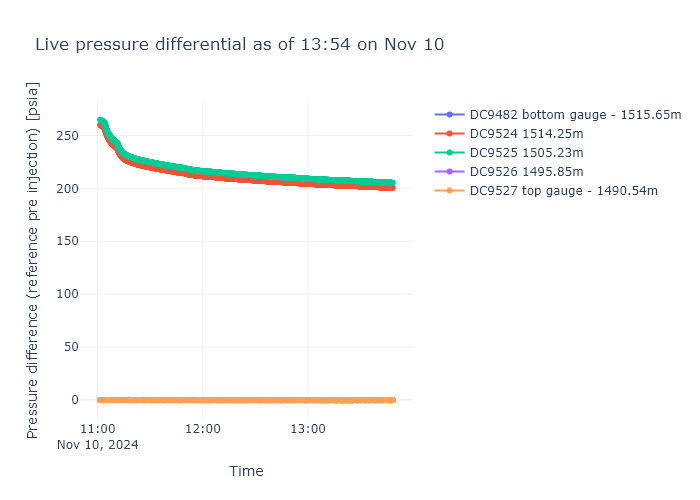 Live pressure differential as of 13:54 on Nov 10
Pressure difference (reference pre injection) [psia]
250
200
150
100
50
0
11:00
Nov 10, 2024
12:00
13:00
Time
DC9482 bottom gauge - 1515.65m
DC9524 1514.25m
DC9525 1505.23m
DC9526 1495.85m
DC9527 top gauge - 1490.54m